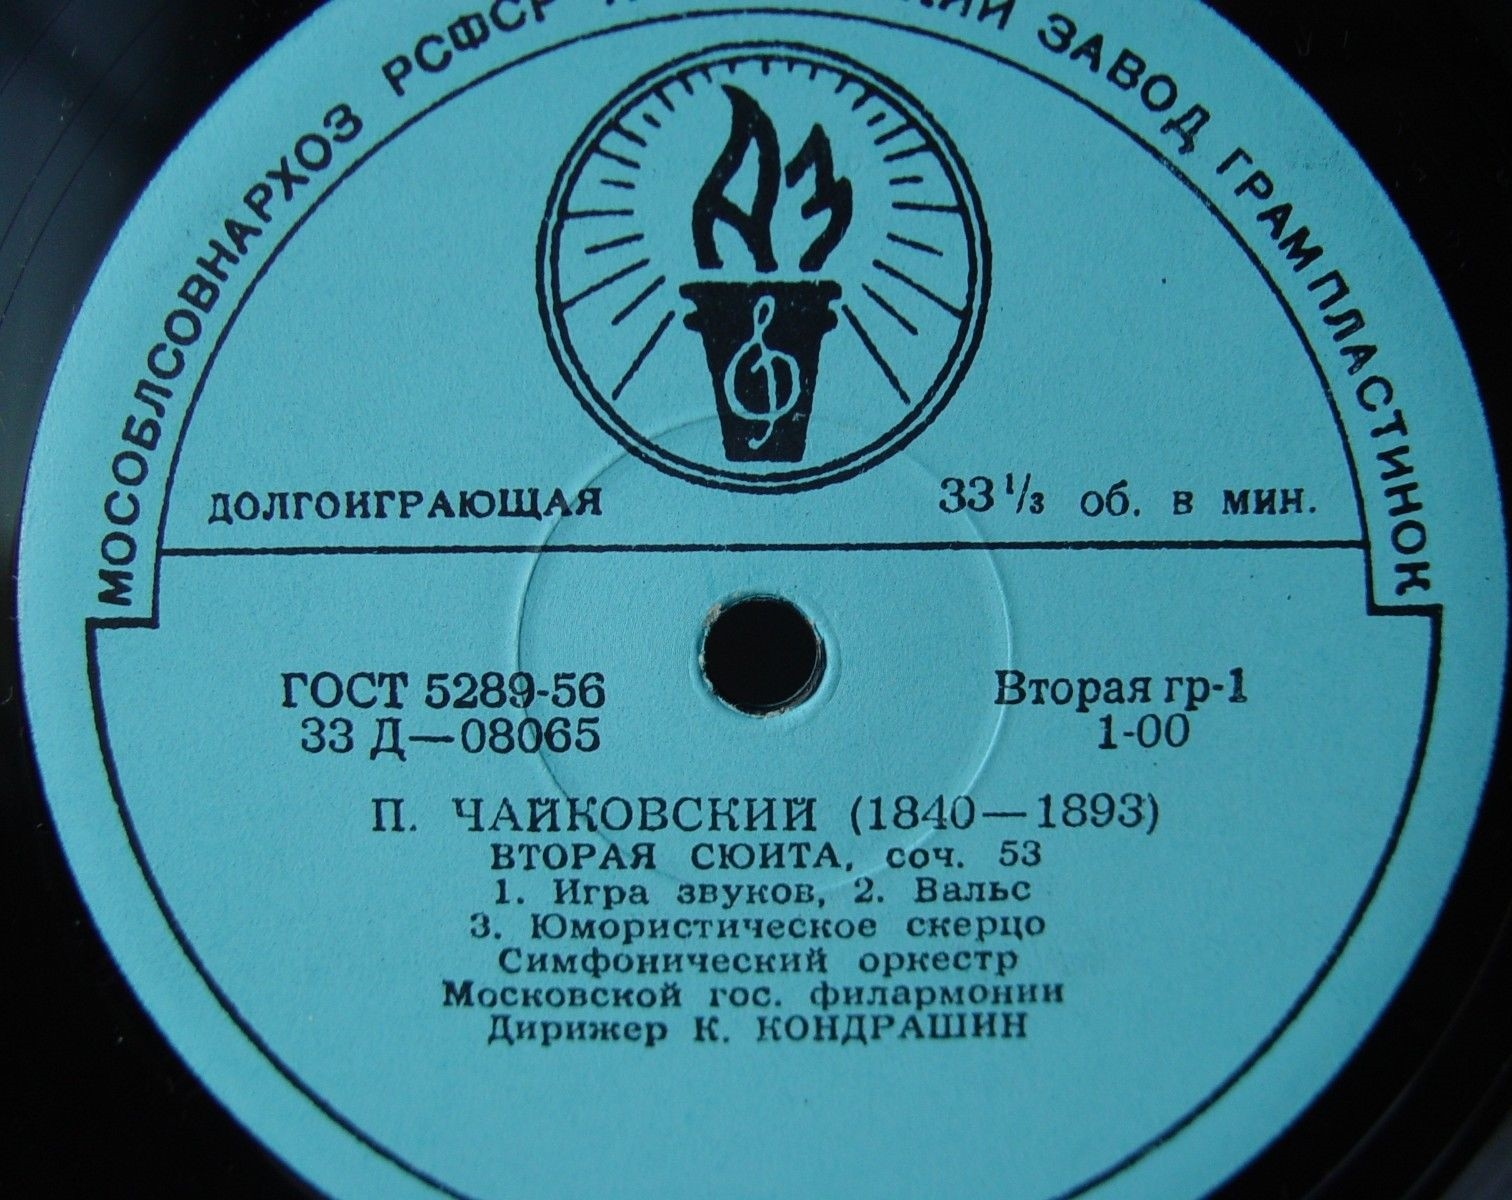 МОСОБЛСОВНАРХОЗ РСФСР ЗАВОД ГРАМПЛАСТИНОК
АЗ
ДОЛГОИГРАЮЩАЯ 33⅓ об. в мин.
ГОСТ 5289-56 Вторая гр-1
33 Д—08065 1-00
П. ЧАЙКОВСКИЙ (1840—1893)
ВТОРАЯ СЮИТА, соч. 53
1. Игра звуков, 2. Вальс
3. Юмористическое скерцо
Симфонический оркестр
Московской гос. филармонии
Дирижер К. КОНДРАШИН